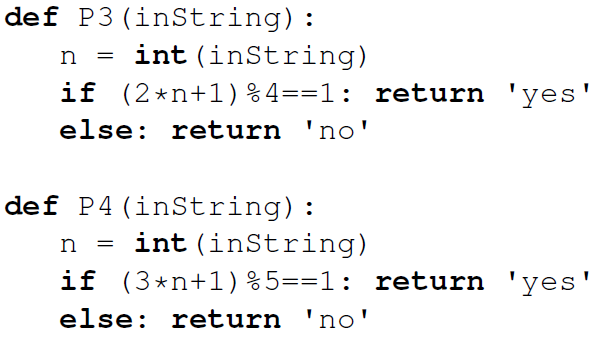 def P3(inString):
   n = int(inString)
   if (2*n+1)%4==1: return 'yes'
   else: return 'no'

def P4(inString):
   n = int(inString)
   if (3*n+1)%5==1: return 'yes'
   else: return 'no'